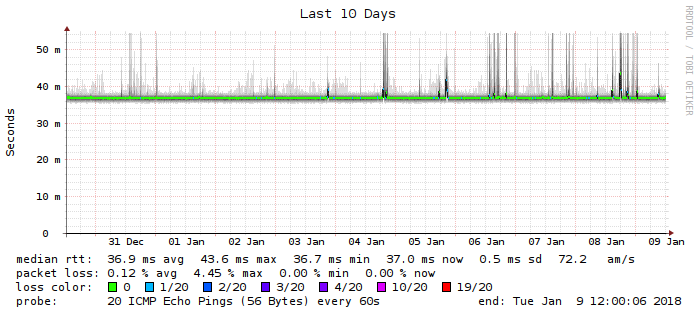 Last 10 Days
RRDTOOL / TOBI OETIKER
Seconds
50 m
40 m
30 m
20 m
10 m
0
31 Dec 01 Jan 02 Jan 03 Jan 04 Jan 05 Jan 06 Jan 07 Jan 08 Jan 09 Jan
median rtt: 36.9 ms avg 43.6 ms max 36.7 ms min 37.0 ms now 0.5 ms sd 72.2 am/s
packet loss: 0.12 % avg 4.45 % max 0.00 % min 0.00 % now
loss color: 0 1/20 2/20 3/20 4/20 10/20 19/20
probe: 20 ICMP Echo Pings (56 Bytes) every 60s end: Tue Jan 9 12:00:06 2018